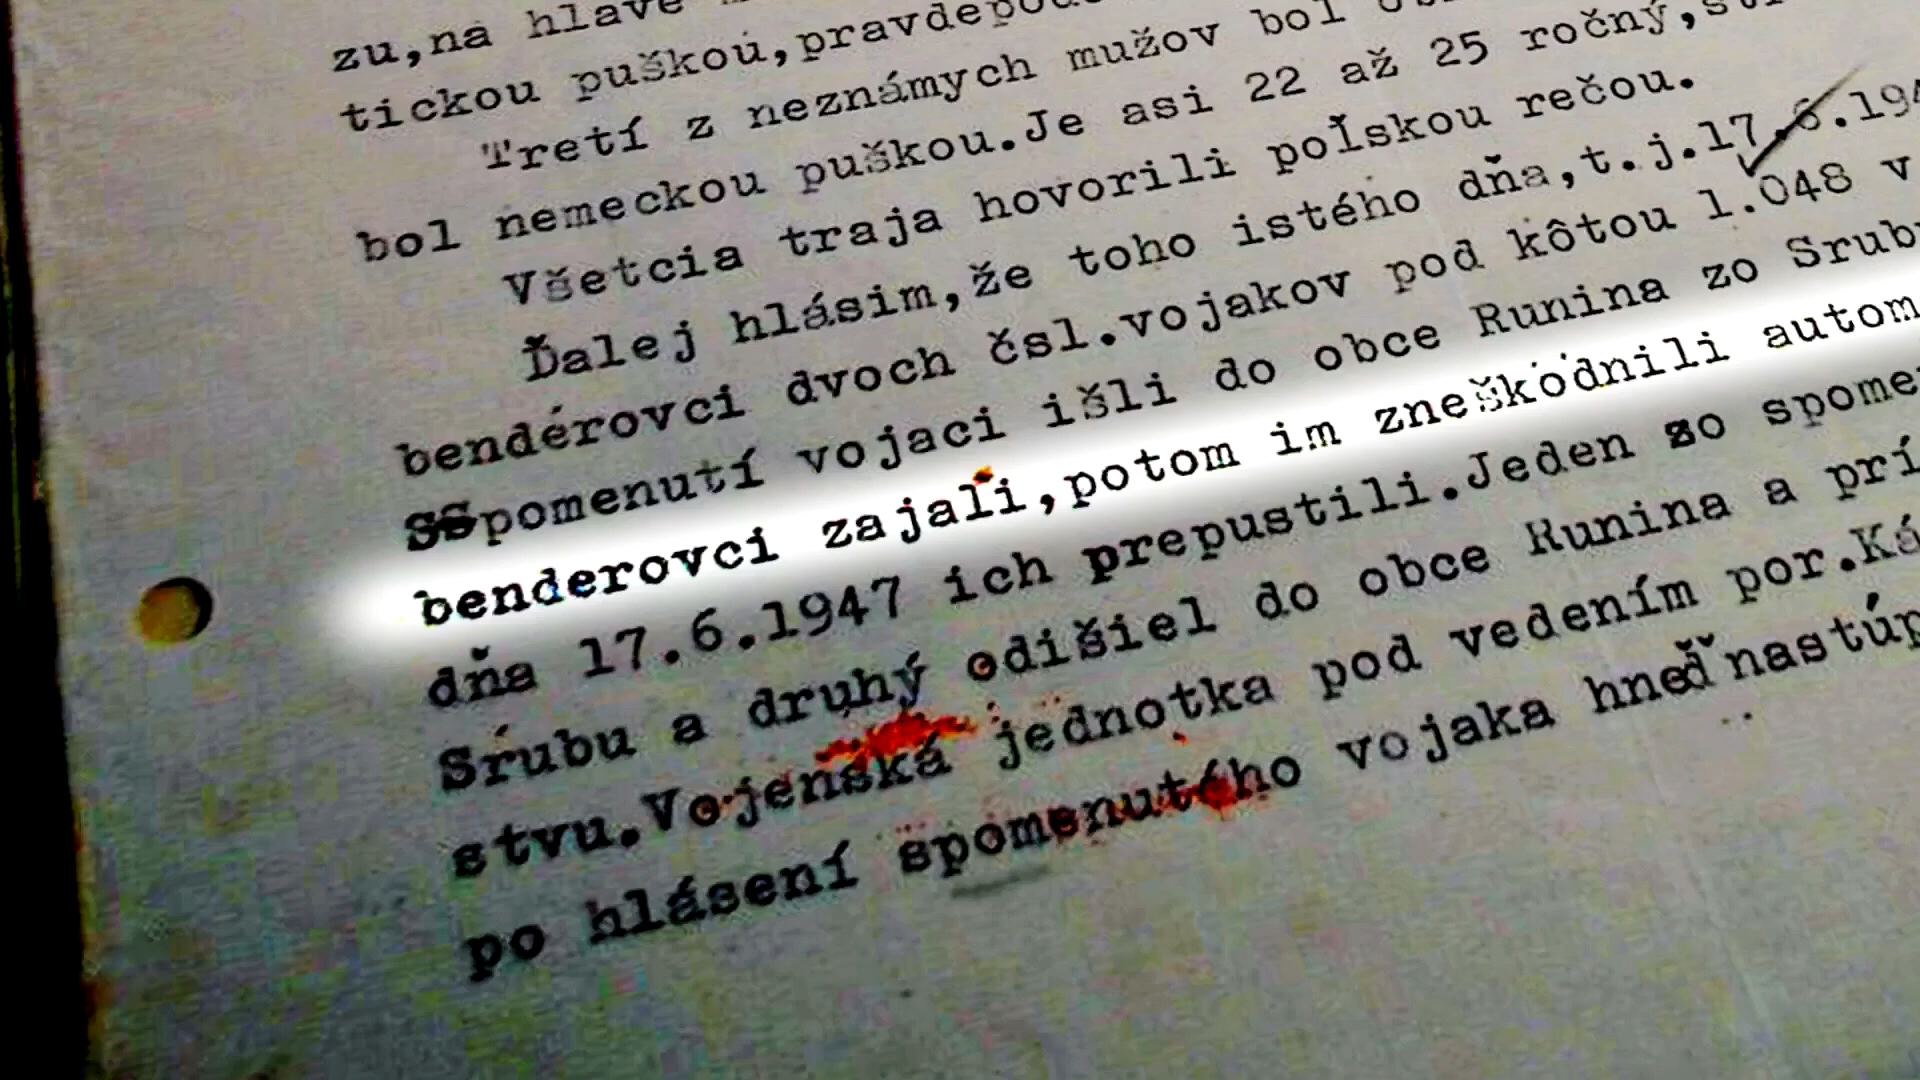 zu,na hlave
tickou puškou,
Tretí z neznámych mužov bol
bol nemeckou puškou.Je asi 22 až 25 ročný,
Všetcia traja hovorili poľskou rečou.
Ďalej hlásim,že toho istého dňa,t.j.17.6.194
bendérovci dvoch čsl.vojakov pod kôtou 1.048 v
Spomenutí vojaci išli do obce Runina zo Srub
benderovci zajali,potom im zneškodnili autom
dňa 17.6.1947 ich prepustili.Jeden zo spome
Srubu a druhý odišiel do obce Runina a prí
stvu.Vojenská jednotka pod vedením por.Ká
po hlásení spomenutého vojaka hneď nastúp